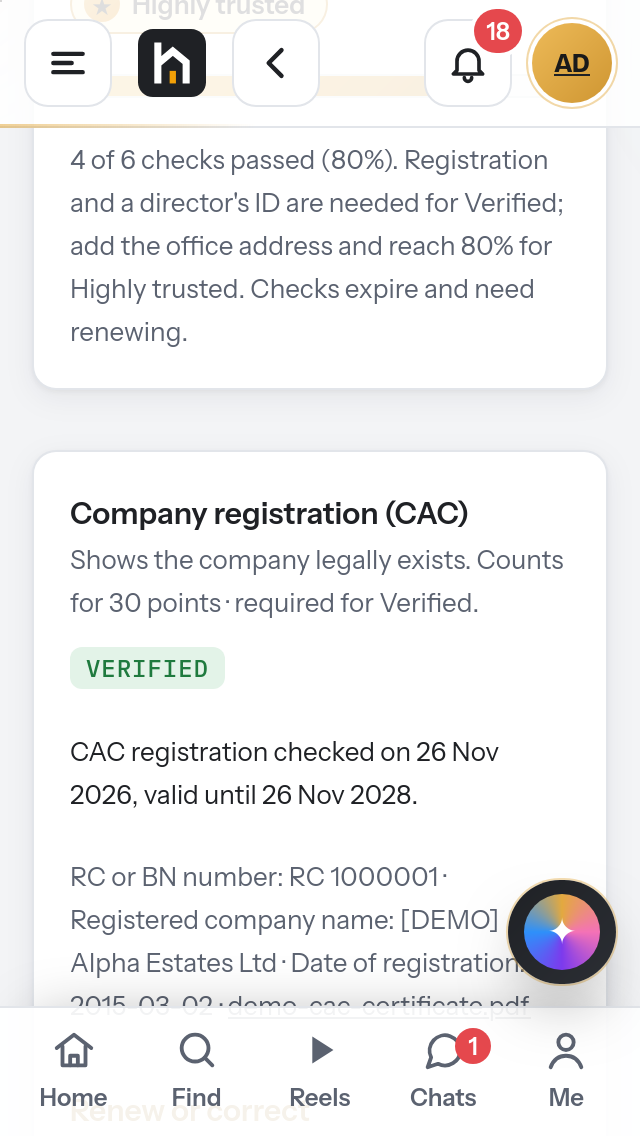 Highly trusted
18
AD
4 of 6 checks passed (80%). Registration
and a director's ID are needed for Verified;
add the office address and reach 80% for
Highly trusted. Checks expire and need
renewing.
Company registration (CAC)
Shows the company legally exists. Counts
for 30 points · required for Verified.
VERIFIED
CAC registration checked on 26 Nov
2026, valid until 26 Nov 2028.
RC or BN number: RC 1000001 ·
Registered company name: [DEMO]
Alpha Estates Ltd · Date of registration:
2015-03-02 · demo_cac_certificate.pdf
1
Home Find Reels Chats Me
Renew or correct